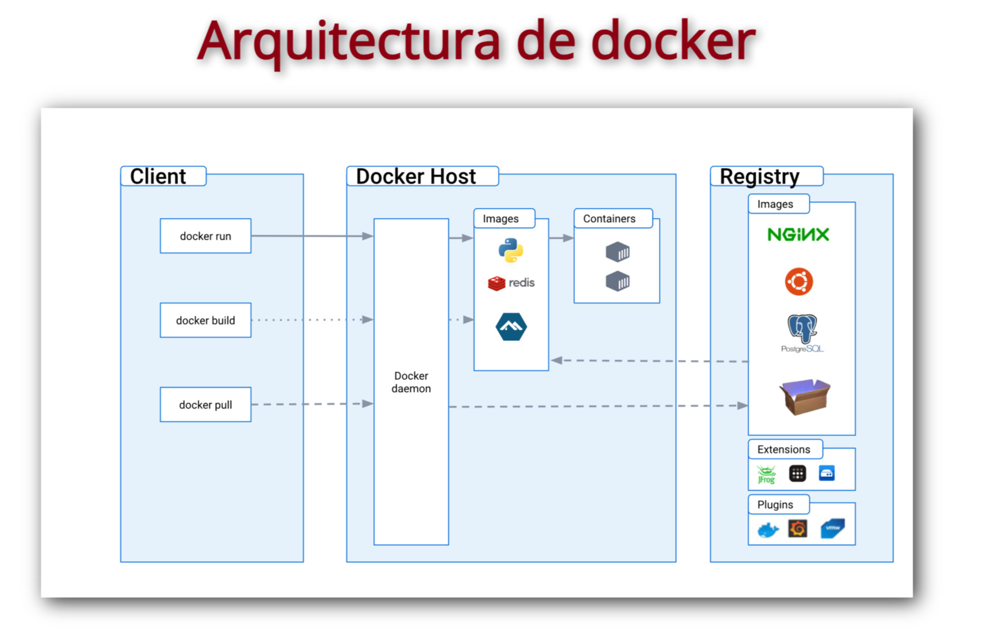 Arquitectura de docker
Client
docker run
docker build
docker pull
Docker Host
Docker
daemon
Images
redis
Containers
Registry
Images
NGiNX
PostgreSQL
Extensions
JFrog
Plugins
vmw